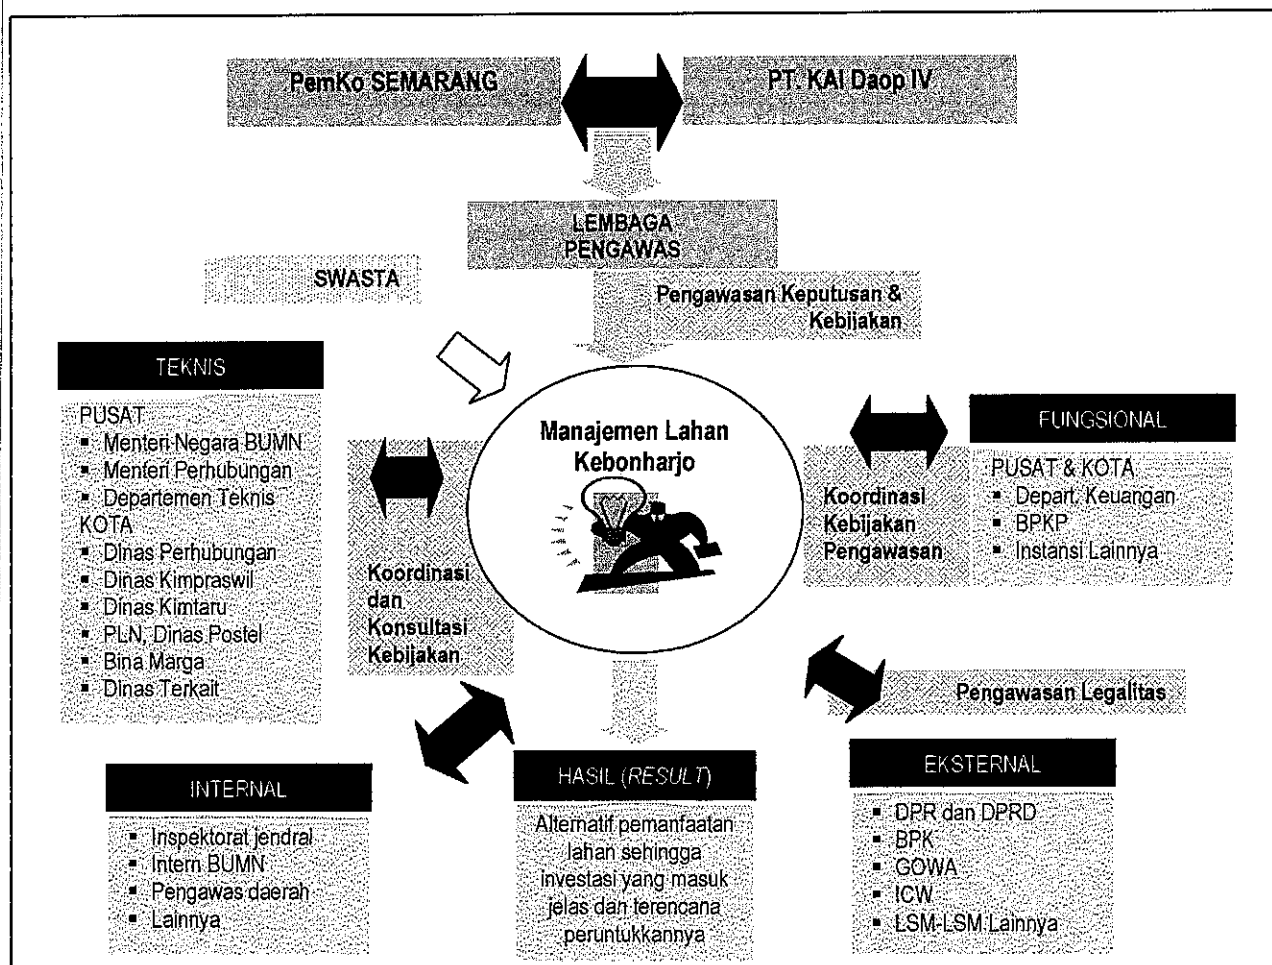 PemKo SEMARANG
PT. KAI Daop IV
LEMBAGA
PENGAWAS
SWASTA
Pengawasan Keputusan &
Kebijakan
TEKNIS
PUSAT
▪ Menteri Negara BUMN
▪ Menteri Perhubungan
▪ Departemen Teknis
KOTA
▪ Dinas Perhubungan
▪ Dinas Kimpraswil
▪ Dinas Kimtaru
▪ PLN, Dinas Postel
▪ Bina Marga
▪ Dinas Terkait
Koordinasi
dan
Konsultasi
Kebijakan
Manajemen Lahan
Kebonharjo
Koordinasi
Kebijakan
Pengawasan
FUNGSIONAL
PUSAT & KOTA
▪ Depart. Keuangan
▪ BPKP
▪ Instansi Lainnya
Pengawasan Legalitas
INTERNAL
▪ Inspektorat jendral
▪ Intern BUMN
▪ Pengawas daerah
▪ Lainnya
HASIL (RESULT)
Alternatif pemanfaatan
lahan sehingga
investasi yang masuk
jelas dan terencana
peruntukkannya
EKSTERNAL
▪ DPR dan DPRD
▪ BPK
▪ GOWA
▪ ICW
▪ LSM-LSM Lainnya